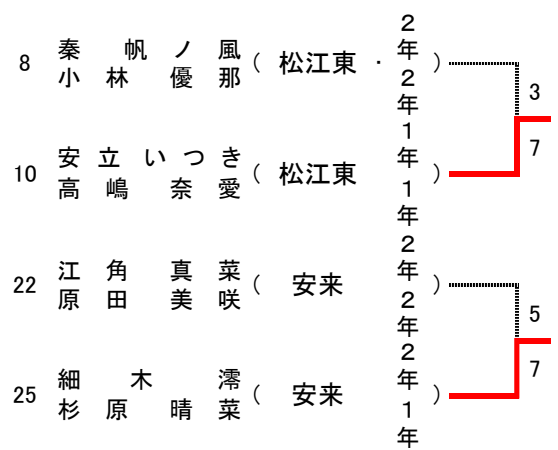 8 秦 帆ノ風 ( 松江東 ・ 2年 )
小林 優那 2年
3
10 安立いつき ( 松江東 1年 )
高嶋 奈愛 1年
7
22 江角 真菜 ( 安来 2年 )
原田 美咲 2年
5
25 細木 澪 ( 安来 2年 )
杉原 晴菜 1年
7